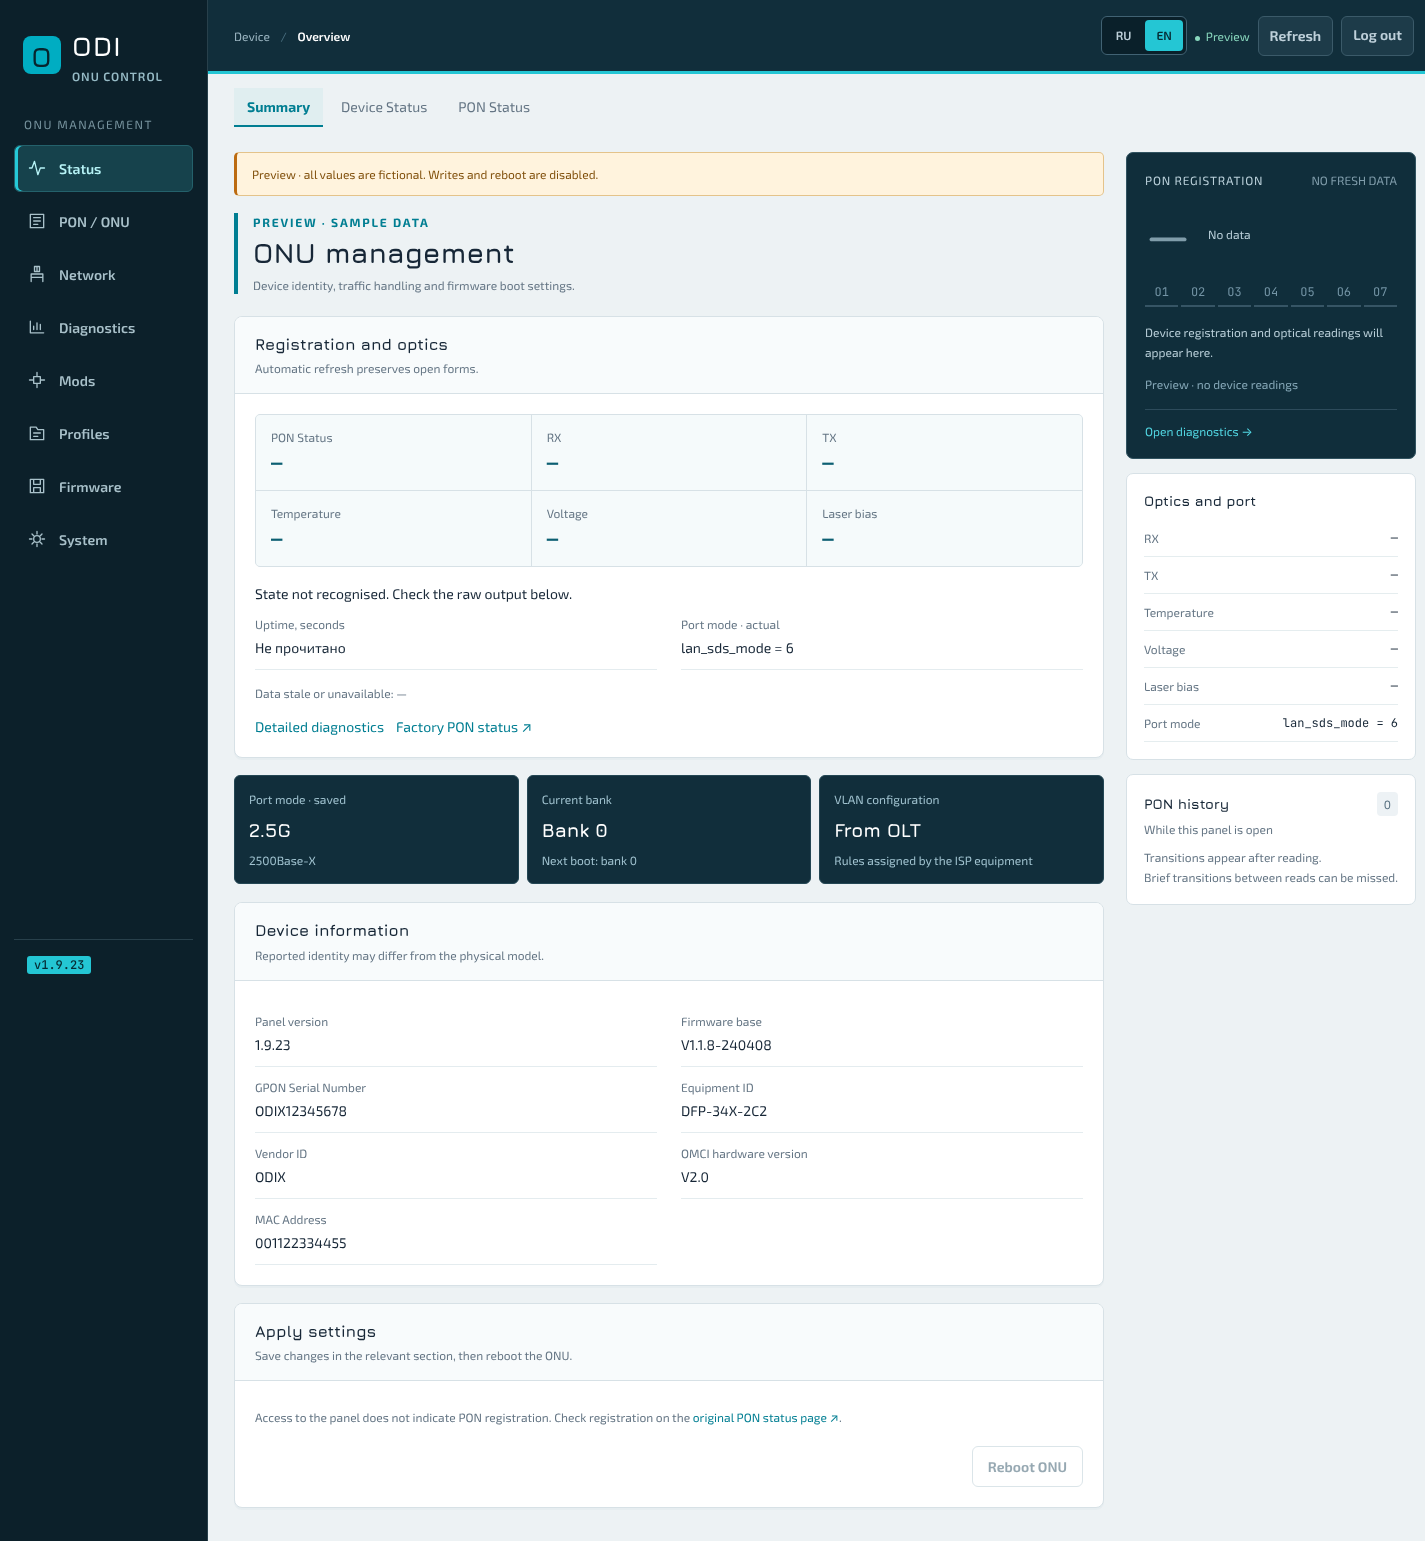 ODI
ONU CONTROL
ONU MANAGEMENT
Status
PON / ONU
Network
Diagnostics
Mods
Profiles
Firmware
System
v1.9.23
Device / Overview
RU EN Preview Refresh Log out
Summary Device Status PON Status
Preview · all values are fictional. Writes and reboot are disabled.
PREVIEW · SAMPLE DATA
ONU management
Device identity, traffic handling and firmware boot settings.
Registration and optics
Automatic refresh preserves open forms.
PON Status RX TX
— — —
Temperature Voltage Laser bias
— — —
State not recognised. Check the raw output below.
Uptime, seconds Port mode · actual
Не прочитано lan_sds_mode = 6
Data stale or unavailable: —
Detailed diagnostics Factory PON status ↗
Port mode · saved
2.5G
2500Base-X
Current bank
Bank 0
Next boot: bank 0
VLAN configuration
From OLT
Rules assigned by the ISP equipment
Device information
Reported identity may differ from the physical model.
Panel version Firmware base
1.9.23 V1.1.8-240408
GPON Serial Number Equipment ID
ODIX12345678 DFP-34X-2C2
Vendor ID OMCI hardware version
ODIX V2.0
MAC Address
001122334455
Apply settings
Save changes in the relevant section, then reboot the ONU.
Access to the panel does not indicate PON registration. Check registration on the original PON status page ↗.
Reboot ONU
PON REGISTRATION NO FRESH DATA
— No data
01 02 03 04 05 06 07
Device registration and optical readings will
appear here.
Preview · no device readings
Open diagnostics →
Optics and port
RX —
TX —
Temperature —
Voltage —
Laser bias —
Port mode lan_sds_mode = 6
PON history 0
While this panel is open
Transitions appear after reading.
Brief transitions between reads can be missed.